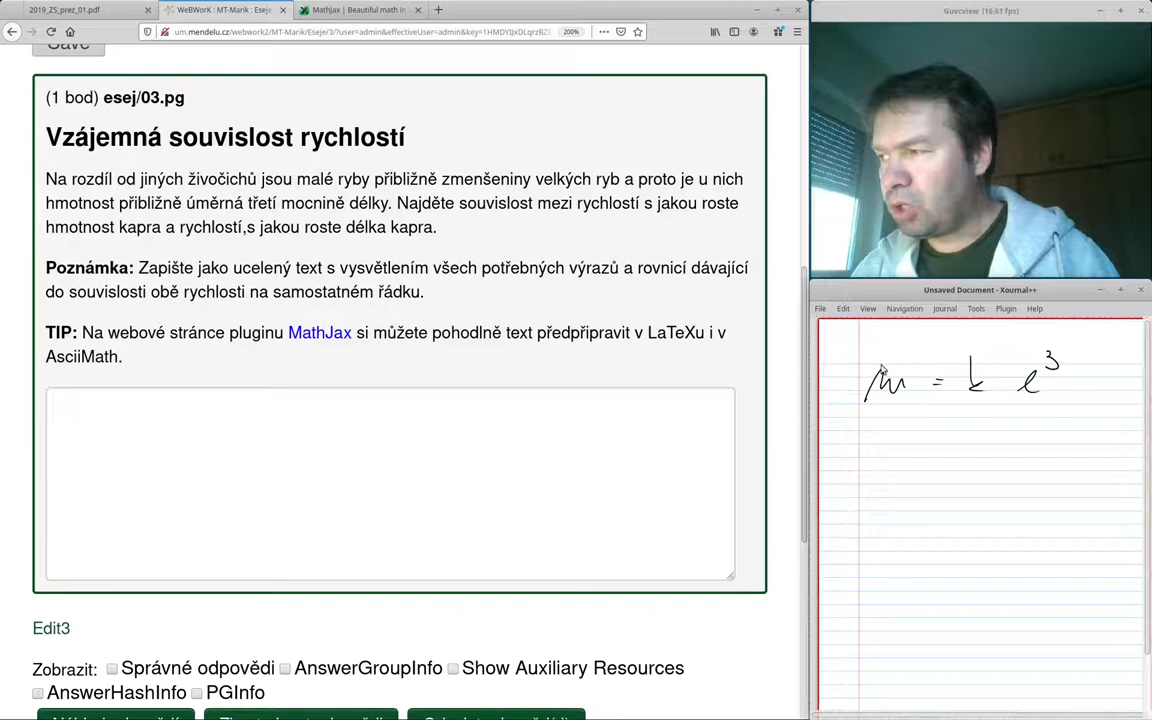 2019_ZS_prez_01.pdf
WeBWorK : MT-Marik : Eseje
MathJax | Beautiful math in
Guvcview (16.61 fps)
um.mendelu.cz/webwork2/MT-Marik/Eseje/3/?user=admin&effectiveUser=admin&key=1HMDYIJxDLqrzBZ
200%
Save
(1 bod) esej/03.pg
Vzájemná souvislost rychlostí
Na rozdíl od jiných živočichů jsou malé ryby přibližně zmenšeniny velkých ryb a proto je u nich
hmotnost přibližně úměrná třetí mocnině délky. Najděte souvislost mezi rychlostí s jakou roste
hmotnost kapra a rychlostí,s jakou roste délka kapra.
Poznámka: Zapište jako ucelený text s vysvětlením všech potřebných výrazů a rovnicí dávající
do souvislosti obě rychlosti na samostatném řádku.
TIP: Na webové stránce pluginu MathJax si můžete pohodlně text předpřipravit v LaTeXu i v
AsciiMath.
Edit3
Zobrazit: Správné odpovědi AnswerGroupInfo Show Auxiliary Resources
AnswerHashInfo PGInfo
Unsaved Document - Xournal++
File Edit View Navigation Journal Tools Plugin Help
m = k l³